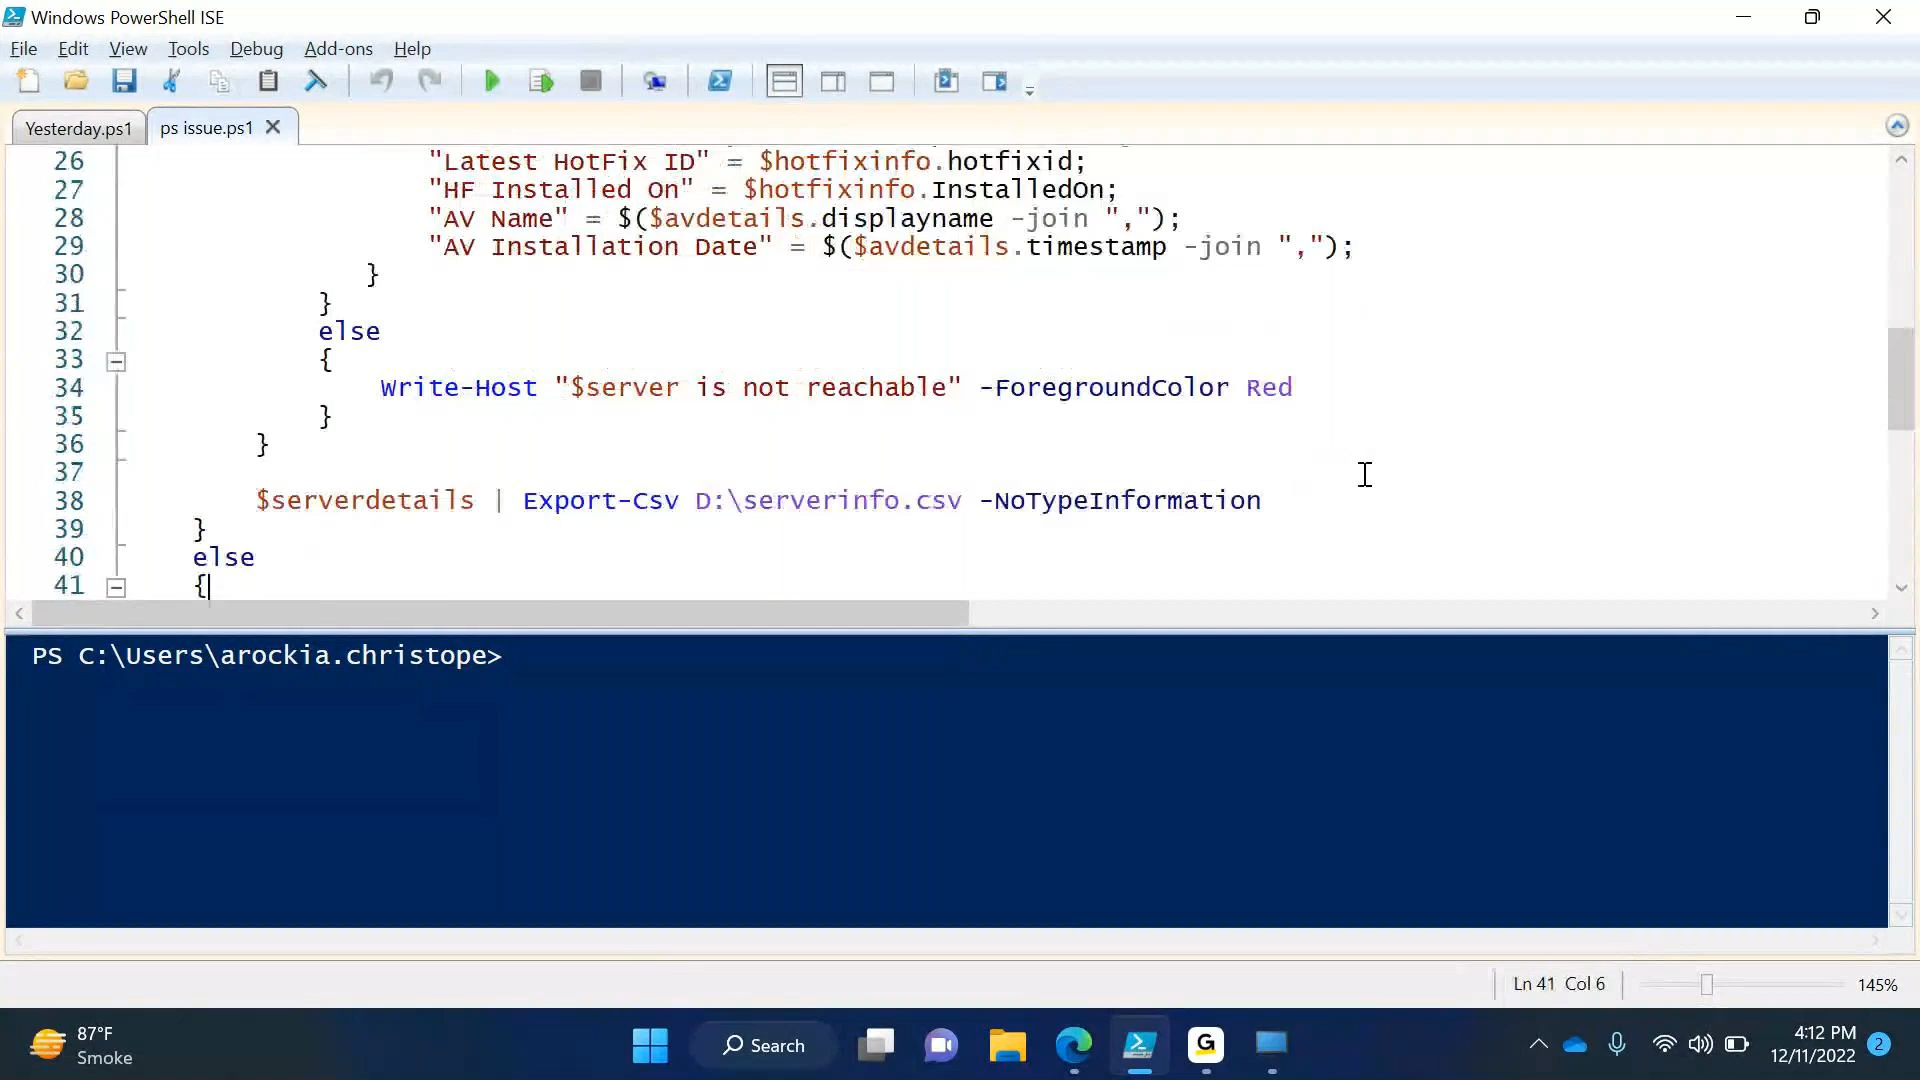 Windows PowerShell ISE
File Edit View Tools Debug Add-ons Help
Yesterday.ps1 ps issue.ps1
26 "Latest HotFix ID" = $hotfixinfo.hotfixid;
27 "HF Installed On" = $hotfixinfo.InstalledOn;
28 "AV Name" = $($avdetails.displayname -join ",");
29 "AV Installation Date" = $($avdetails.timestamp -join ",");
30 }
31 }
32 else
33 {
34 Write-Host "$server is not reachable" -ForegroundColor Red
35 }
36 }
37
38 $serverdetails | Export-Csv D:\serverinfo.csv -NoTypeInformation
39 }
40 else
41 {
PS C:\Users\arockia.christope>
Ln 41 Col 6 145%
87°F
Smoke
Search
G
4:12 PM
12/11/2022
2